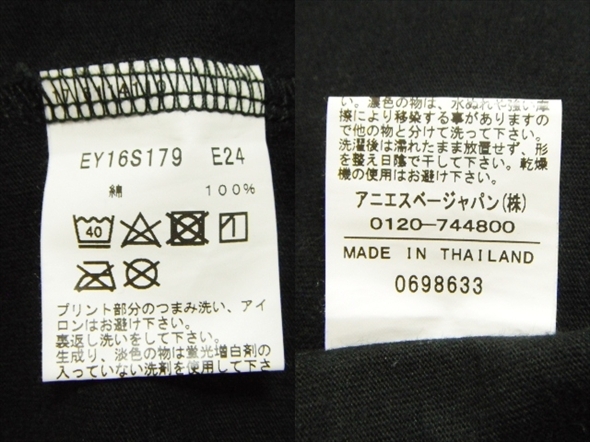 EY16S179 E24
綿 100%
40
プリント部分のつまみ洗い、アイ
ロンはお避け下さい。
裏返し洗いをして下さい。
生成り、淡色の物は蛍光増白剤の
入っていない洗剤を使用して下さ
い。濃色の物は、水ぬれや強い摩
擦により移染する事がありますの
で他の物と分けて洗って下さい。
洗濯後は濡れたまま放置せず、形
を整え日陰で干して下さい。乾燥
機の使用はお避け下さい。
アニエスベージャパン(株)
0120-744800
MADE IN THAILAND
0698633